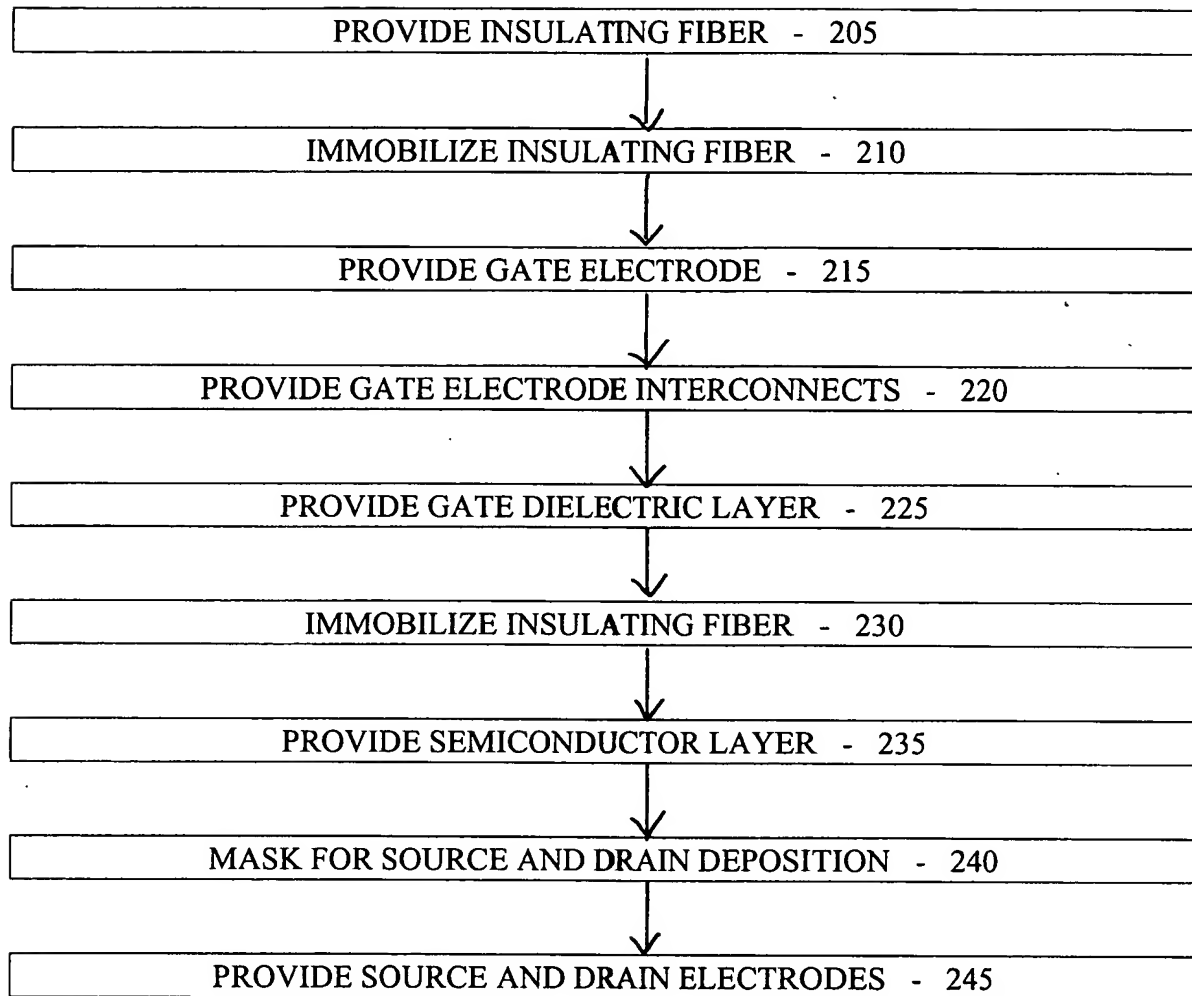 PROVIDE INSULATING FIBER - 205
IMMOBILIZE INSULATING FIBER - 210
PROVIDE GATE ELECTRODE - 215
PROVIDE GATE ELECTRODE INTERCONNECTS - 220
PROVIDE GATE DIELECTRIC LAYER - 225
IMMOBILIZE INSULATING FIBER - 230
PROVIDE SEMICONDUCTOR LAYER - 235
MASK FOR SOURCE AND DRAIN DEPOSITION - 240
PROVIDE SOURCE AND DRAIN ELECTRODES - 245